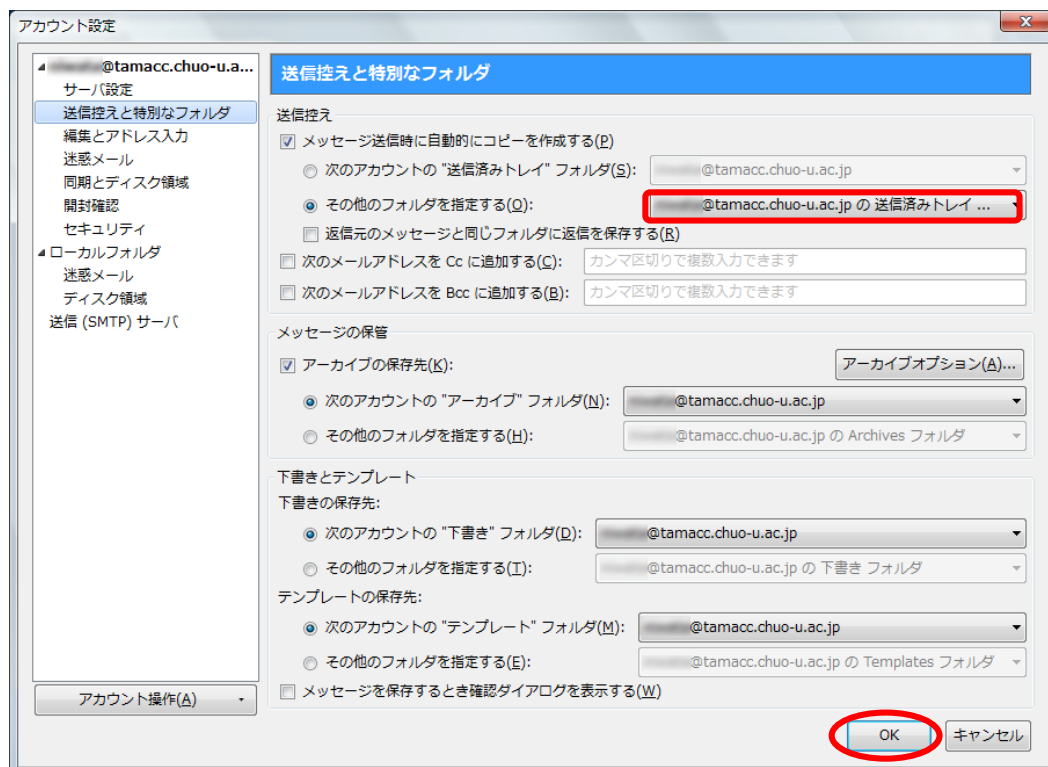 アカウント設定
@tamacc.chuo-u.a...
サーバ設定
送信控えと特別なフォルダ
編集とアドレス入力
迷惑メール
同期とディスク領域
開封確認
セキュリティ
ローカルフォルダ
迷惑メール
ディスク領域
送信 (SMTP) サーバ
アカウント操作(A)
送信控えと特別なフォルダ
送信控え
メッセージ送信時に自動的にコピーを作成する(P)
次のアカウントの "送信済みトレイ" フォルダ(S): @tamacc.chuo-u.ac.jp
その他のフォルダを指定する(O): @tamacc.chuo-u.ac.jp の 送信済みトレイ ...
返信元のメッセージと同じフォルダに返信を保存する(R)
次のメールアドレスを Cc に追加する(C): カンマ区切りで複数入力できます
次のメールアドレスを Bcc に追加する(B): カンマ区切りで複数入力できます
メッセージの保管
アーカイブの保存先(K): アーカイブオプション(A)...
次のアカウントの "アーカイブ" フォルダ(N): @tamacc.chuo-u.ac.jp
その他のフォルダを指定する(H): @tamacc.chuo-u.ac.jp の Archives フォルダ
下書きとテンプレート
下書きの保存先:
次のアカウントの "下書き" フォルダ(D): @tamacc.chuo-u.ac.jp
その他のフォルダを指定する(T): @tamacc.chuo-u.ac.jp の 下書き フォルダ
テンプレートの保存先:
次のアカウントの "テンプレート" フォルダ(M): @tamacc.chuo-u.ac.jp
その他のフォルダを指定する(E): @tamacc.chuo-u.ac.jp の Templates フォルダ
メッセージを保存するとき確認ダイアログを表示する(W)
OK キャンセル